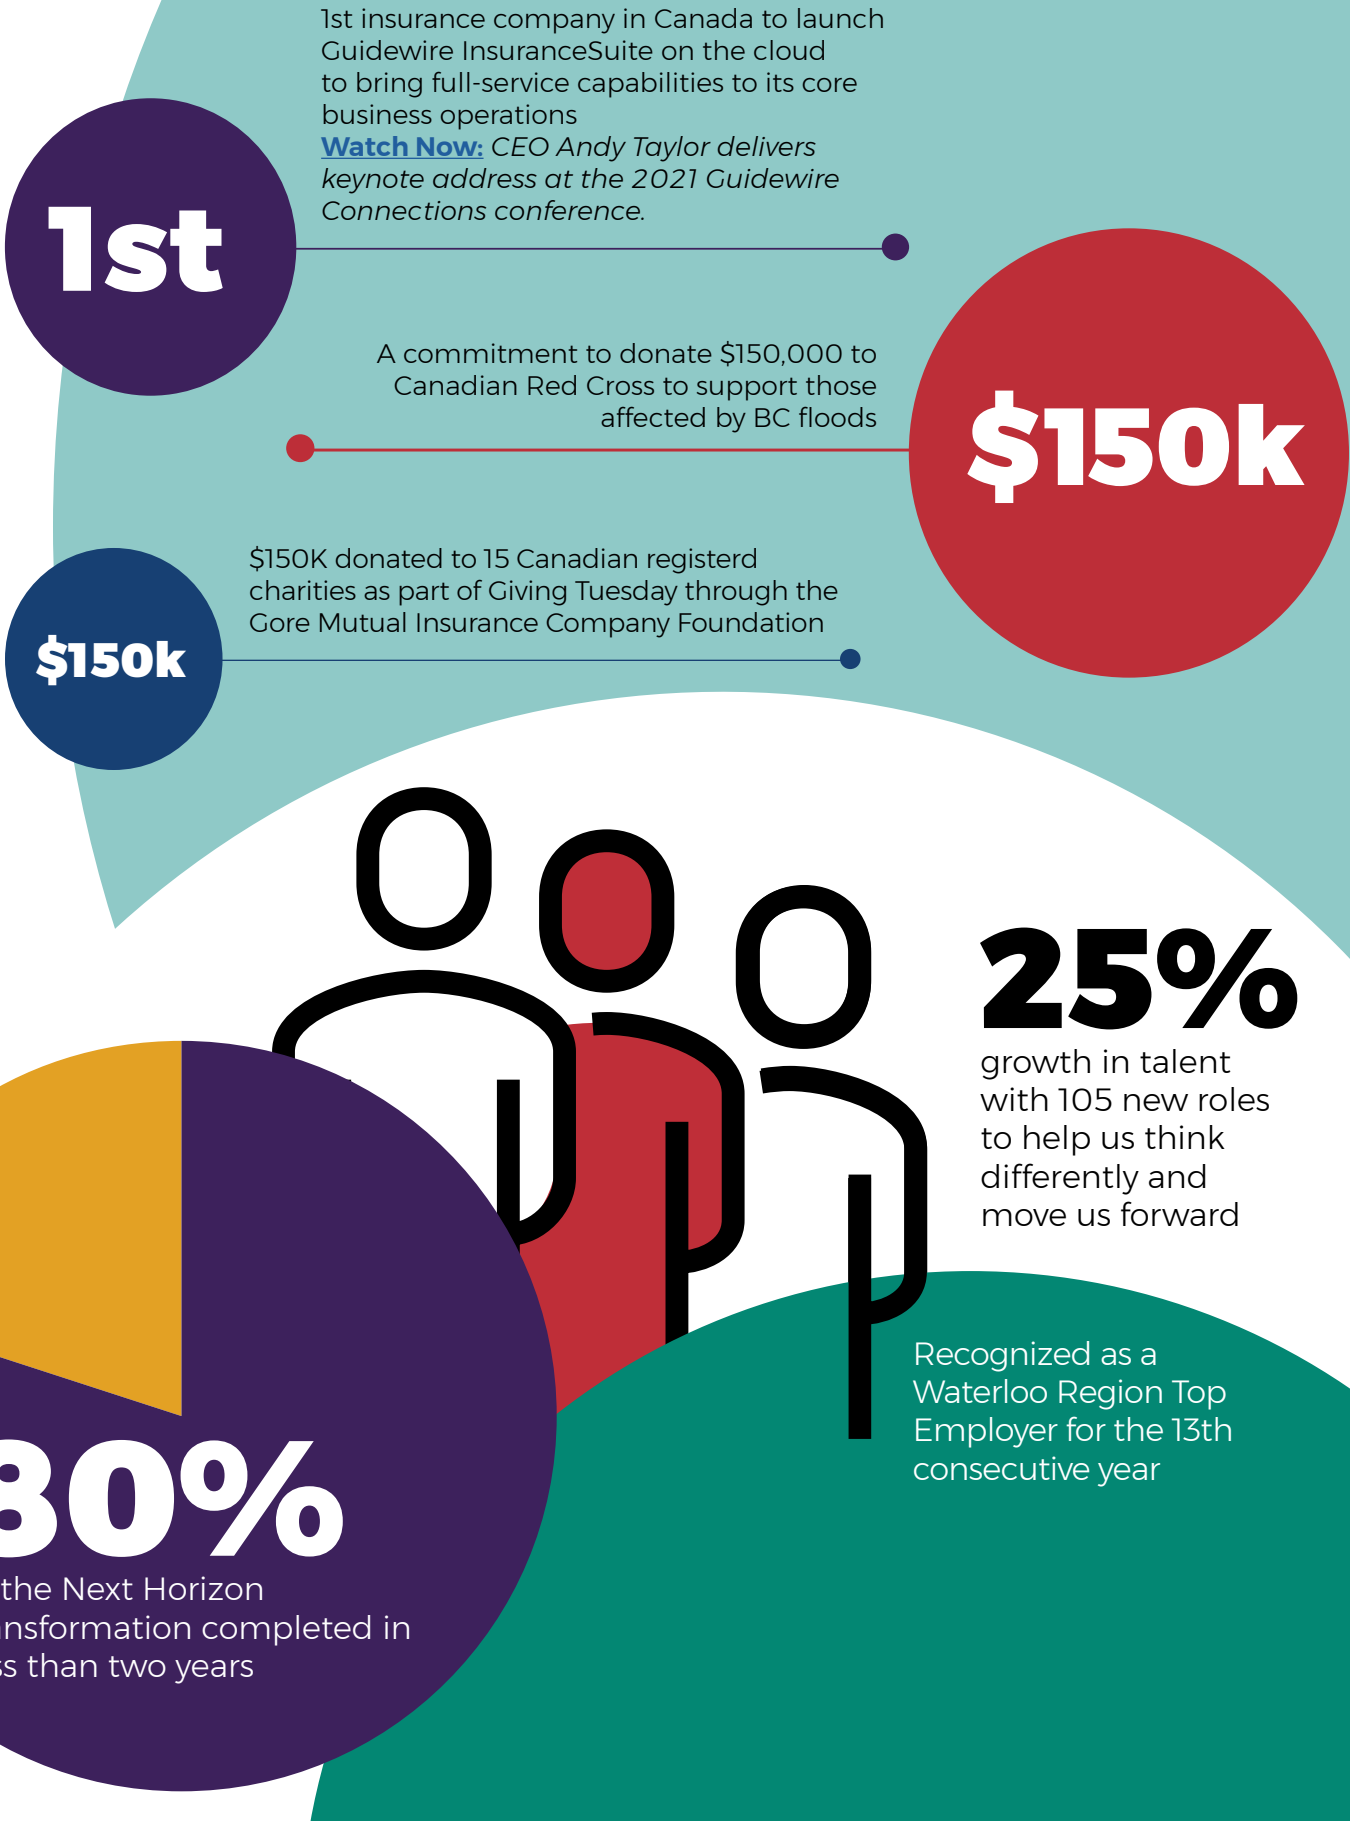 1st insurance company in Canada to launch
Guidewire InsuranceSuite on the cloud
to bring full-service capabilities to its core
business operations
Watch Now: CEO Andy Taylor delivers
keynote address at the 2021 Guidewire
Connections conference.
1st
A commitment to donate $150,000 to
Canadian Red Cross to support those
affected by BC floods
$150k
$150K donated to 15 Canadian registerd
charities as part of Giving Tuesday through the
Gore Mutual Insurance Company Foundation
$150k
25%
growth in talent
with 105 new roles
to help us think
differently and
move us forward
Recognized as a
Waterloo Region Top
Employer for the 13th
consecutive year
80%
the Next Horizon
completed in
than two years